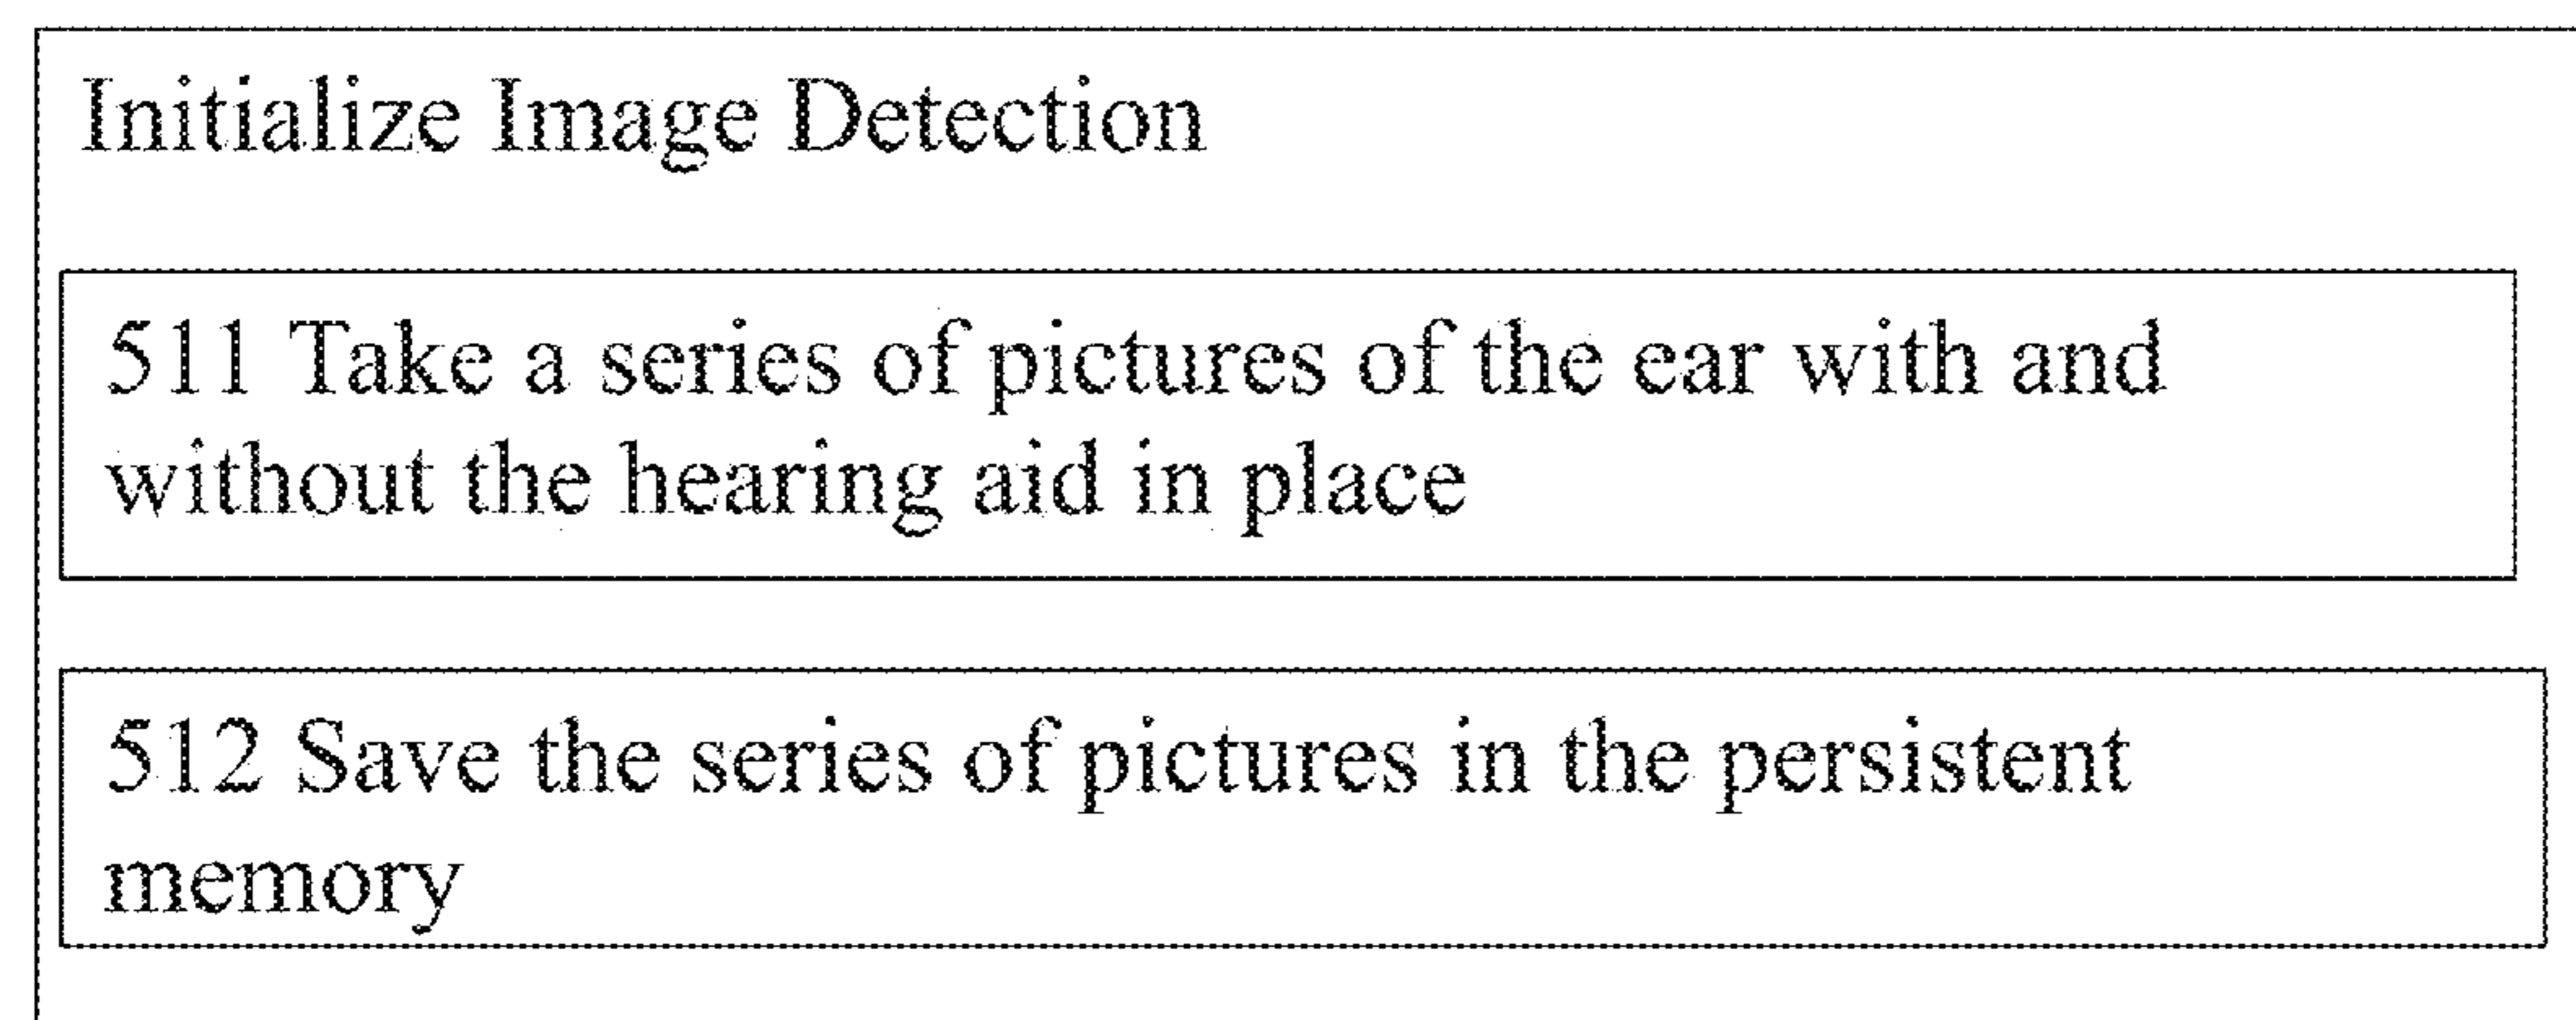 Initialize Image Detection
511 Take a series of pictures of the ear with and
without the hearing aid in place
512 Save the series of pictures in the persistent
memory